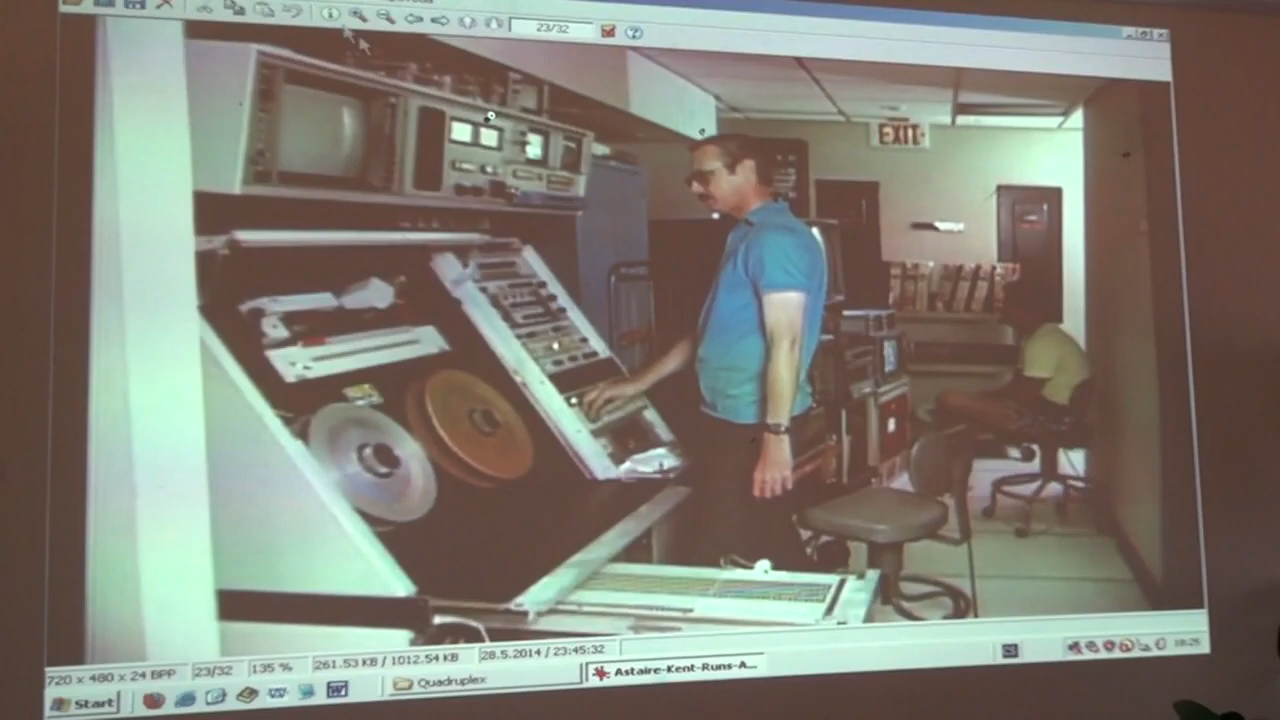 23/32
EXIT
720 x 480 x 24 BPP
23/32
135 %
261.53 KB / 1012.54 KB
28.5.2014 / 23:45:32
Start
Quadruplex
Astaire-Kent-Runs-A...